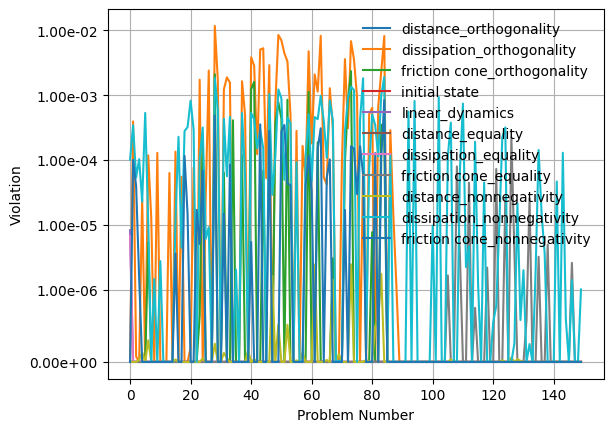 1.00e-02
1.00e-03
1.00e-04
1.00e-05
1.00e-06
0.00e+00
Violation
0
20
40
60
80
100
120
140
Problem Number
distance_orthogonality
dissipation_orthogonality
friction cone_orthogonality
initial state
linear_dynamics
distance_equality
dissipation_equality
friction cone_equality
distance_nonnegativity
dissipation_nonnegativity
friction cone_nonnegativity